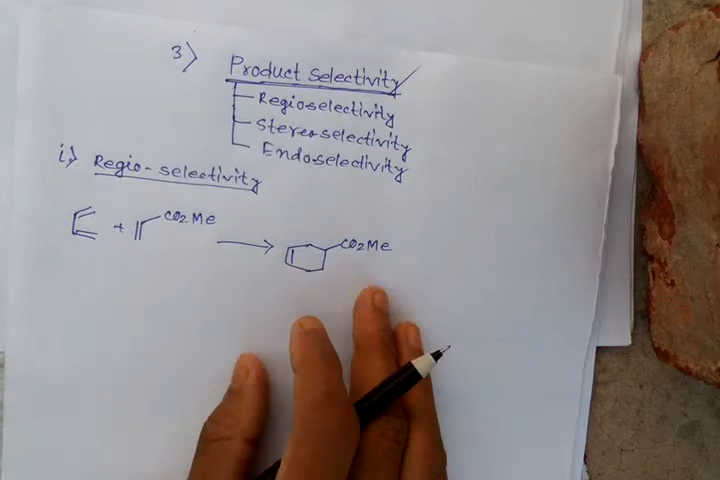 3) Product Selectivity
Regioselectivity
Stereoselectivity
Endoselectivity
i) Regio-selectivity
+ CO2Me CO2Me